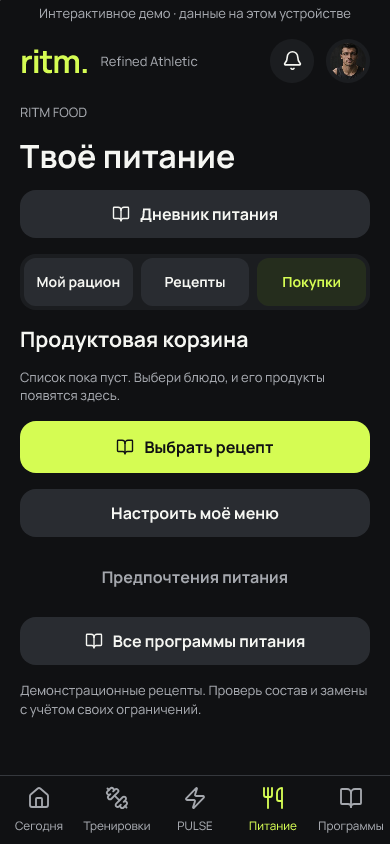 Интерактивное демо · данные на этом устройстве
ritm. Refined Athletic
RITM FOOD
Твоё питание
Дневник питания
Мой рацион Рецепты Покупки
Продуктовая корзина
Список пока пуст. Выбери блюдо, и его продукты
появятся здесь.
Выбрать рецепт
Настроить моё меню
Предпочтения питания
Все программы питания
Демонстрационные рецепты. Проверь состав и замены
с учётом своих ограничений.
Сегодня Тренировки PULSE Питание Программы